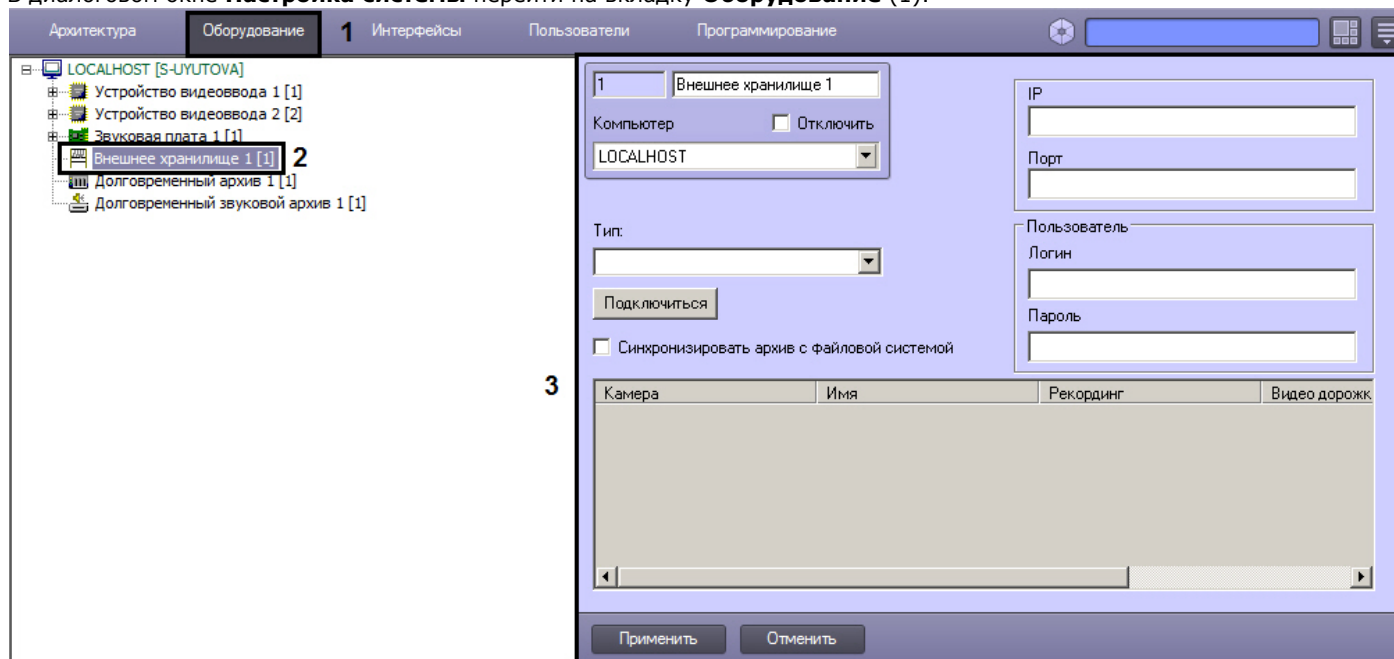 В диалоговом окне Настройка системы перейти на вкладку Оборудование (1).
Архитектура Оборудование 1 Интерфейсы Пользователи Программирование
LOCALHOST [S-UYUTOVA]
Устройство видеоввода 1 [1]
Устройство видеоввода 2 [2]
Звуковая плата 1 [1]
Внешнее хранилище 1 [1] 2
Долговременный архив 1 [1]
Долговременный звуковой архив 1 [1]
3
1 Внешнее хранилище 1
Компьютер Отключить
LOCALHOST
IP
Порт
Тип:
Подключиться
Синхронизировать архив с файловой системой
Пользователь
Логин
Пароль
Камера Имя Рекординг Видео дорожк
Применить Отменить